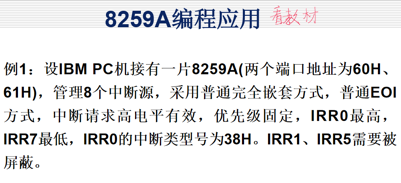 8259A编程应用 看教材
例1：设IBM PC机接有一片8259A(两个端口地址为60H、
61H)，管理8个中断源，采用普通完全嵌套方式，普通EOI
方式，中断请求高电平有效，优先级固定，IRR0最高，
IRR7最低，IRR0的中断类型号为38H。IRR1、IRR5需要被
屏蔽。